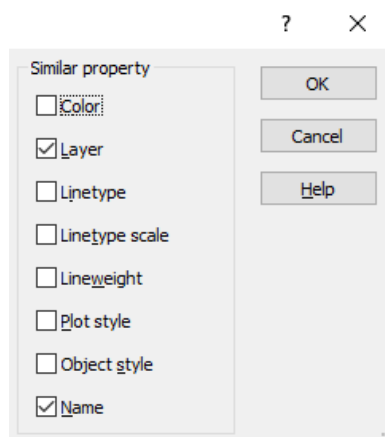 ?
Similar property
OK
Color
Cancel
Layer
Help
Linetype
Linetype scale
Lineweight
Plot style
Object style
Name